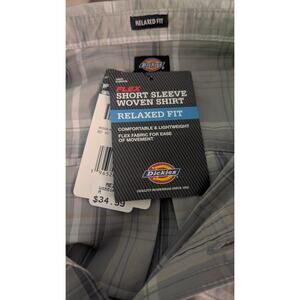 RELAXED FIT
Dickies
FLEX
SHORT SLEEVE
WOVEN SHIRT
RELAXED FIT
COMFORTABLE & LIGHTWEIGHT
FLEX FABRIC FOR EASE
OF MOVEMENT
Dickies
$34.99